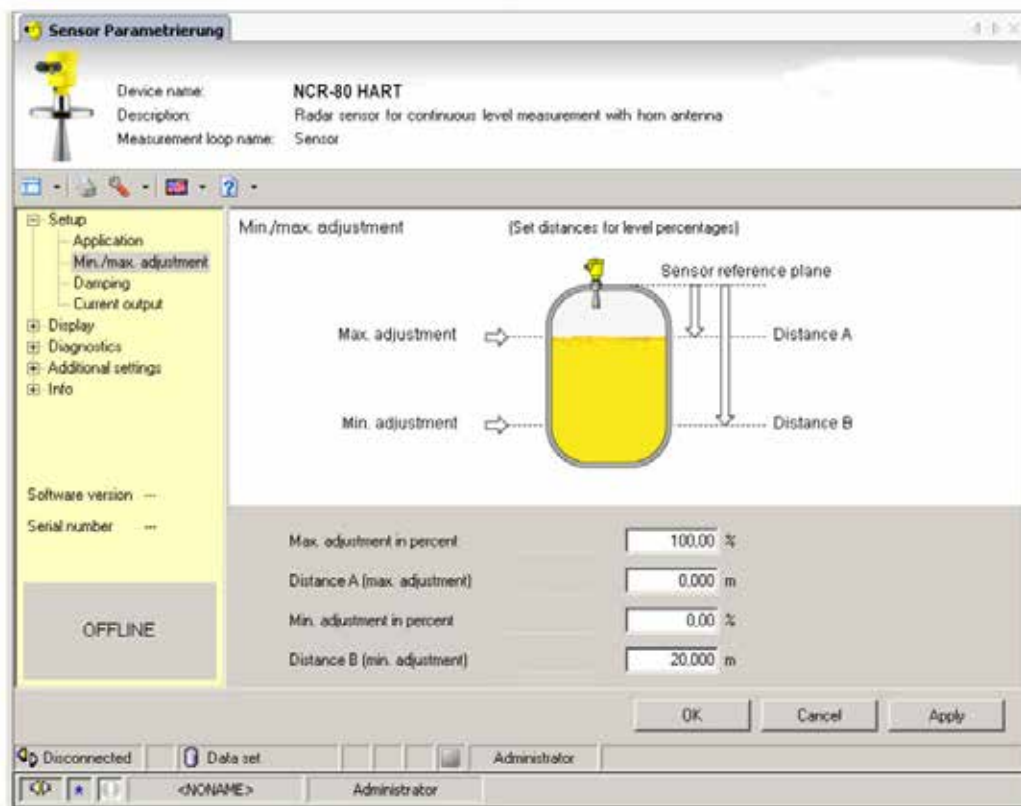 Sensor Parametrierung
Device name: NCR-80 HART
Description: Radar sensor for continuous level measurement with horn antenna
Measurement loop name: Sensor
Setup
Application
Min./max. adjustment
Damping
Current output
Display
Diagnostics
Additional settings
Info
Software version ---
Serial number ---
OFFLINE
Min./max. adjustment (Set distances for level percentages)
Sensor reference plane
Max. adjustment Distance A
Min. adjustment Distance B
Max. adjustment in percent 100,00 %
Distance A (max. adjustment) 0,000 m
Min. adjustment in percent 0,00 %
Distance B (min. adjustment) 20,000 m
OK Cancel Apply
Disconnected Data set Administrator
<NONAME> Administrator